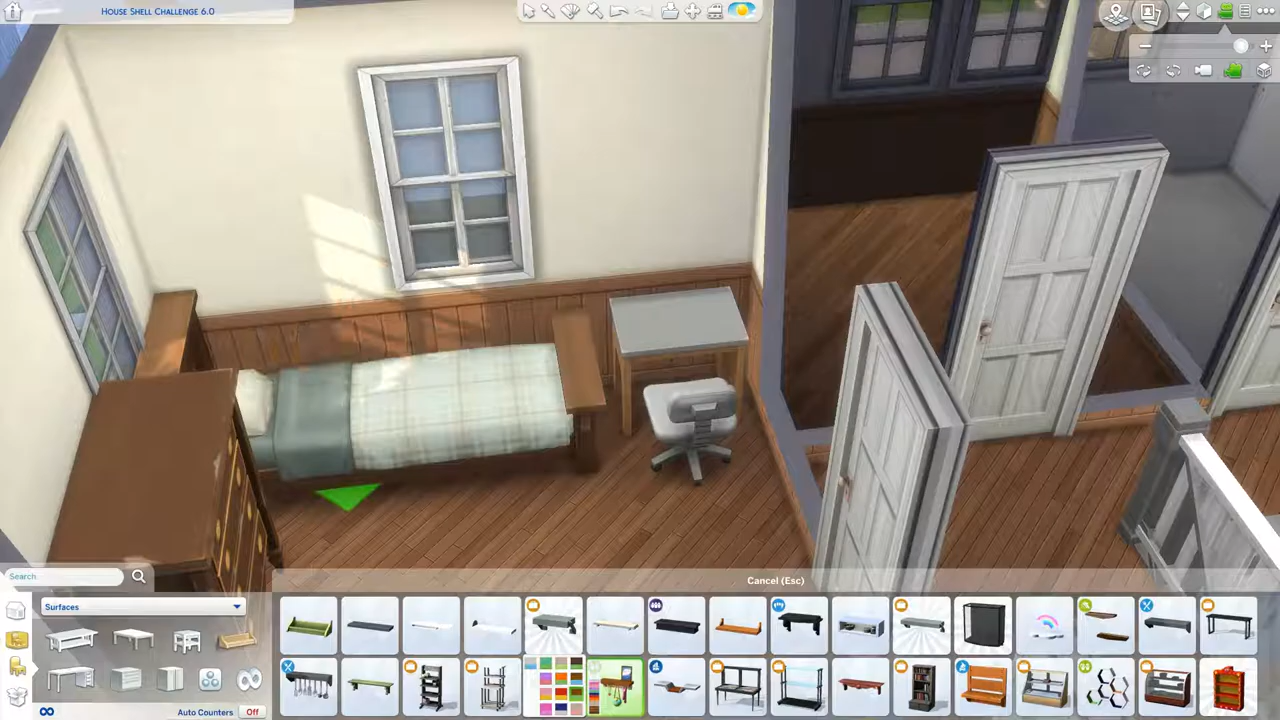 HOUSE SHELL CHALLENGE 6.0
Cancel (Esc)
Search
Surfaces
Auto Counters
Off